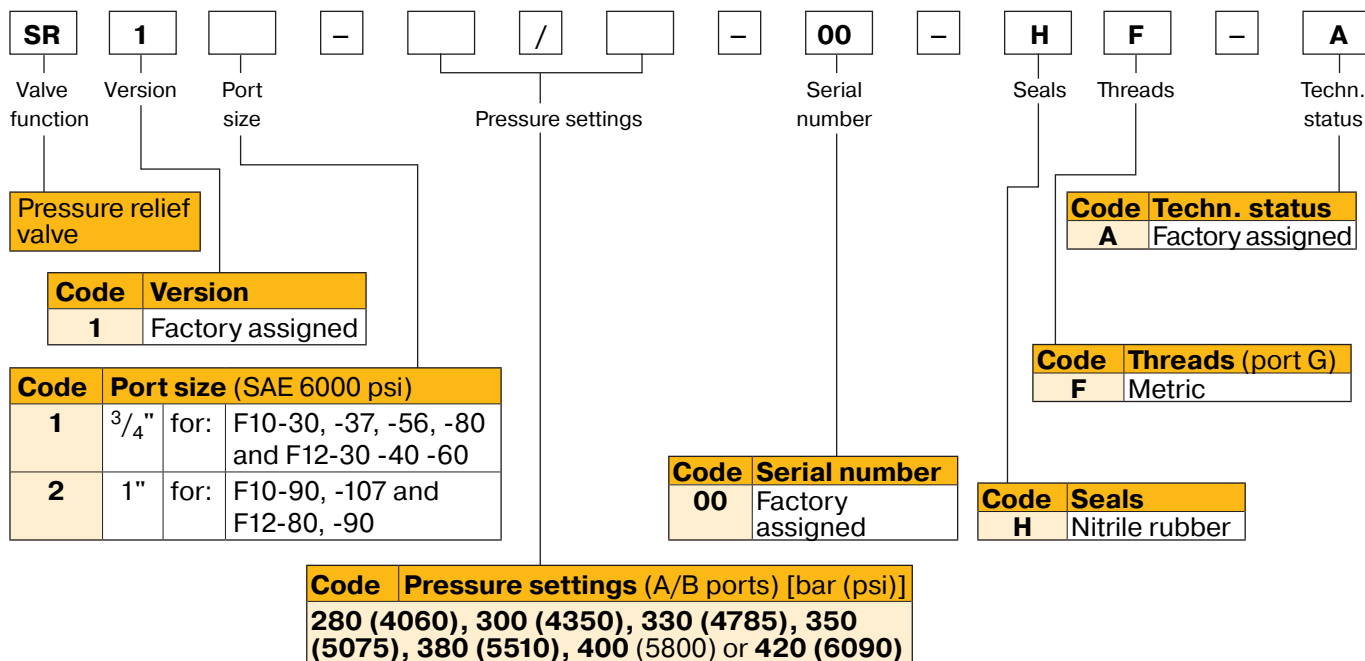 SR 1 – / – 00 – H F – A
Valve function
Version
Port size
Pressure settings
Serial number
Seals
Threads
Techn. status
Pressure relief
valve
Code Techn. status
A Factory assigned
Code Version
1 Factory assigned
Code Threads (port G)
F Metric
Code Port size (SAE 6000 psi)
1 3/4" for: F10-30, -37, -56, -80
and F12-30 -40 -60
2 1" for: F10-90, -107 and
F12-80, -90
Code Serial number
00 Factory
assigned
Code Seals
H Nitrile rubber
Code Pressure settings (A/B ports) [bar (psi)]
280 (4060), 300 (4350), 330 (4785), 350
(5075), 380 (5510), 400 (5800) or 420 (6090)